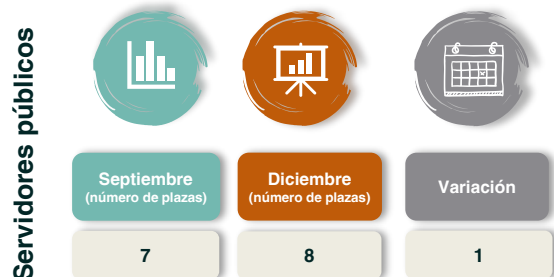 Servidores públicos
Septiembre
(número de plazas)
Diciembre
(número de plazas)
Variación
7
8
1